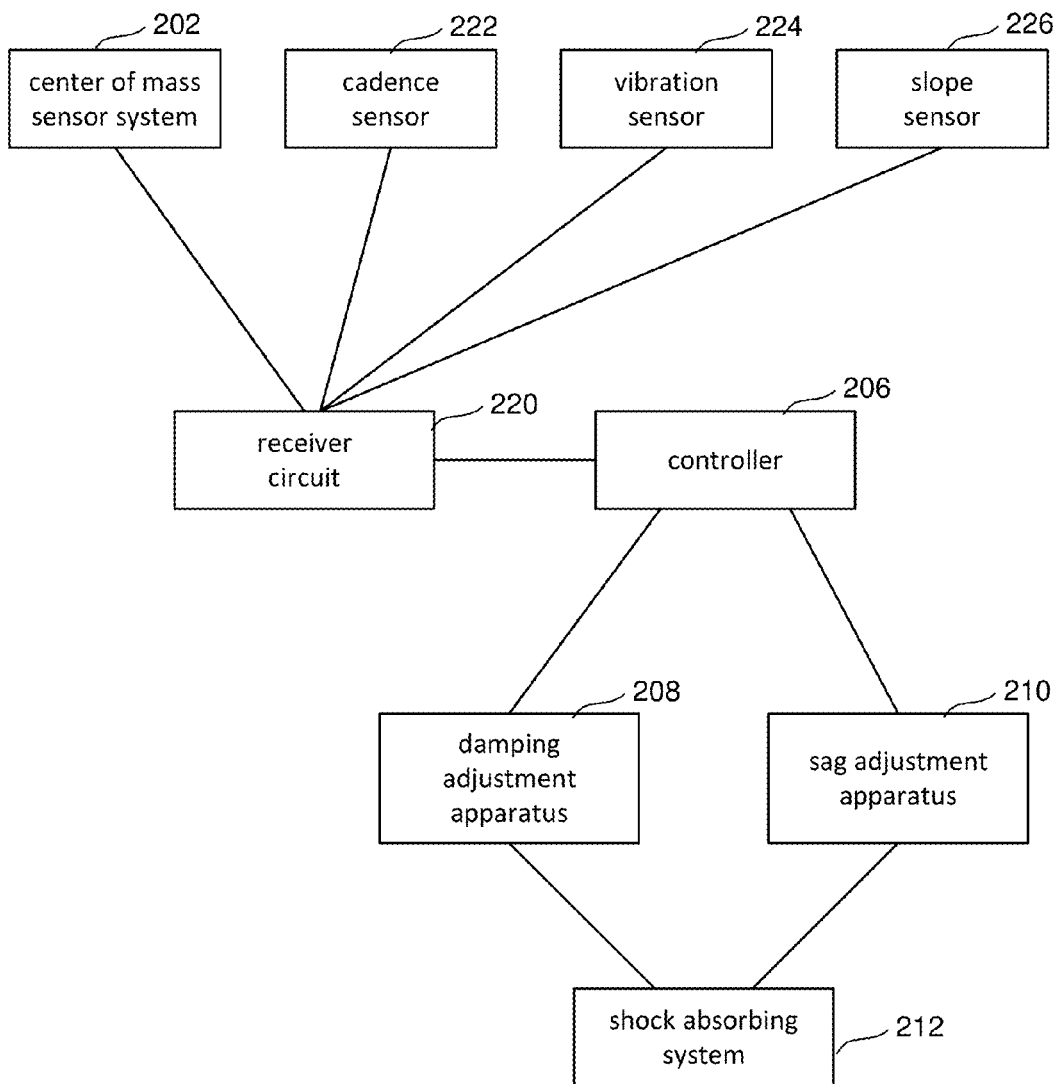 202
222
224
226
center of mass
sensor system
cadence
sensor
vibration
sensor
slope
sensor
220
206
receiver
circuit
controller
208
210
damping
adjustment
apparatus
sag adjustment
apparatus
shock absorbing
system
212